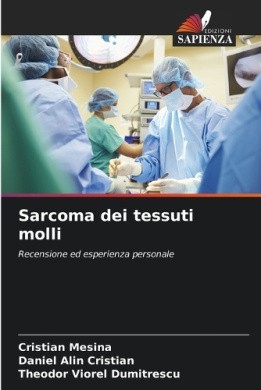 EDIZIONI
SAPIENZA
Sarcoma dei tessuti
molli
Recensione ed esperienza personale
Cristian Mesina
Daniel Alin Cristian
Theodor Viorel Dumitrescu